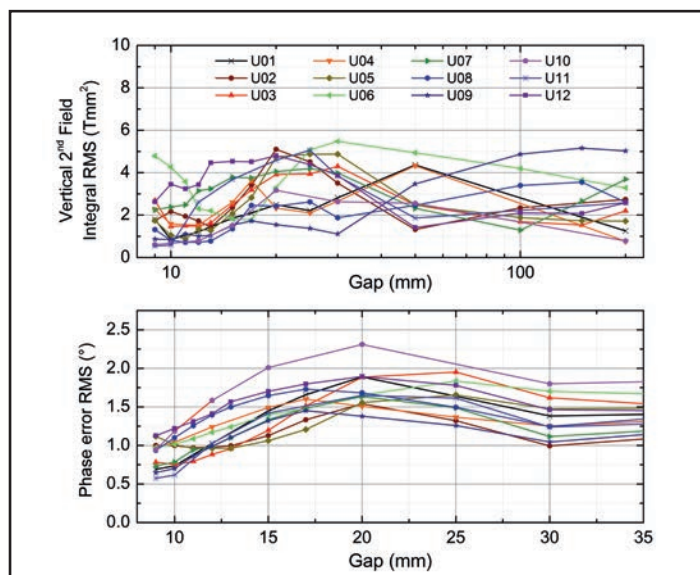 10
8
6
4
2
0
Vertical 2nd Field
Integral RMS (Tmm²)
U01 U04 U07 U10
U02 U05 U08 U11
U03 U06 U09 U12
10 100
Gap (mm)
2.5
2.0
1.5
1.0
0.5
0.0
Phase error RMS (°)
10 15 20 25 30 35
Gap (mm)